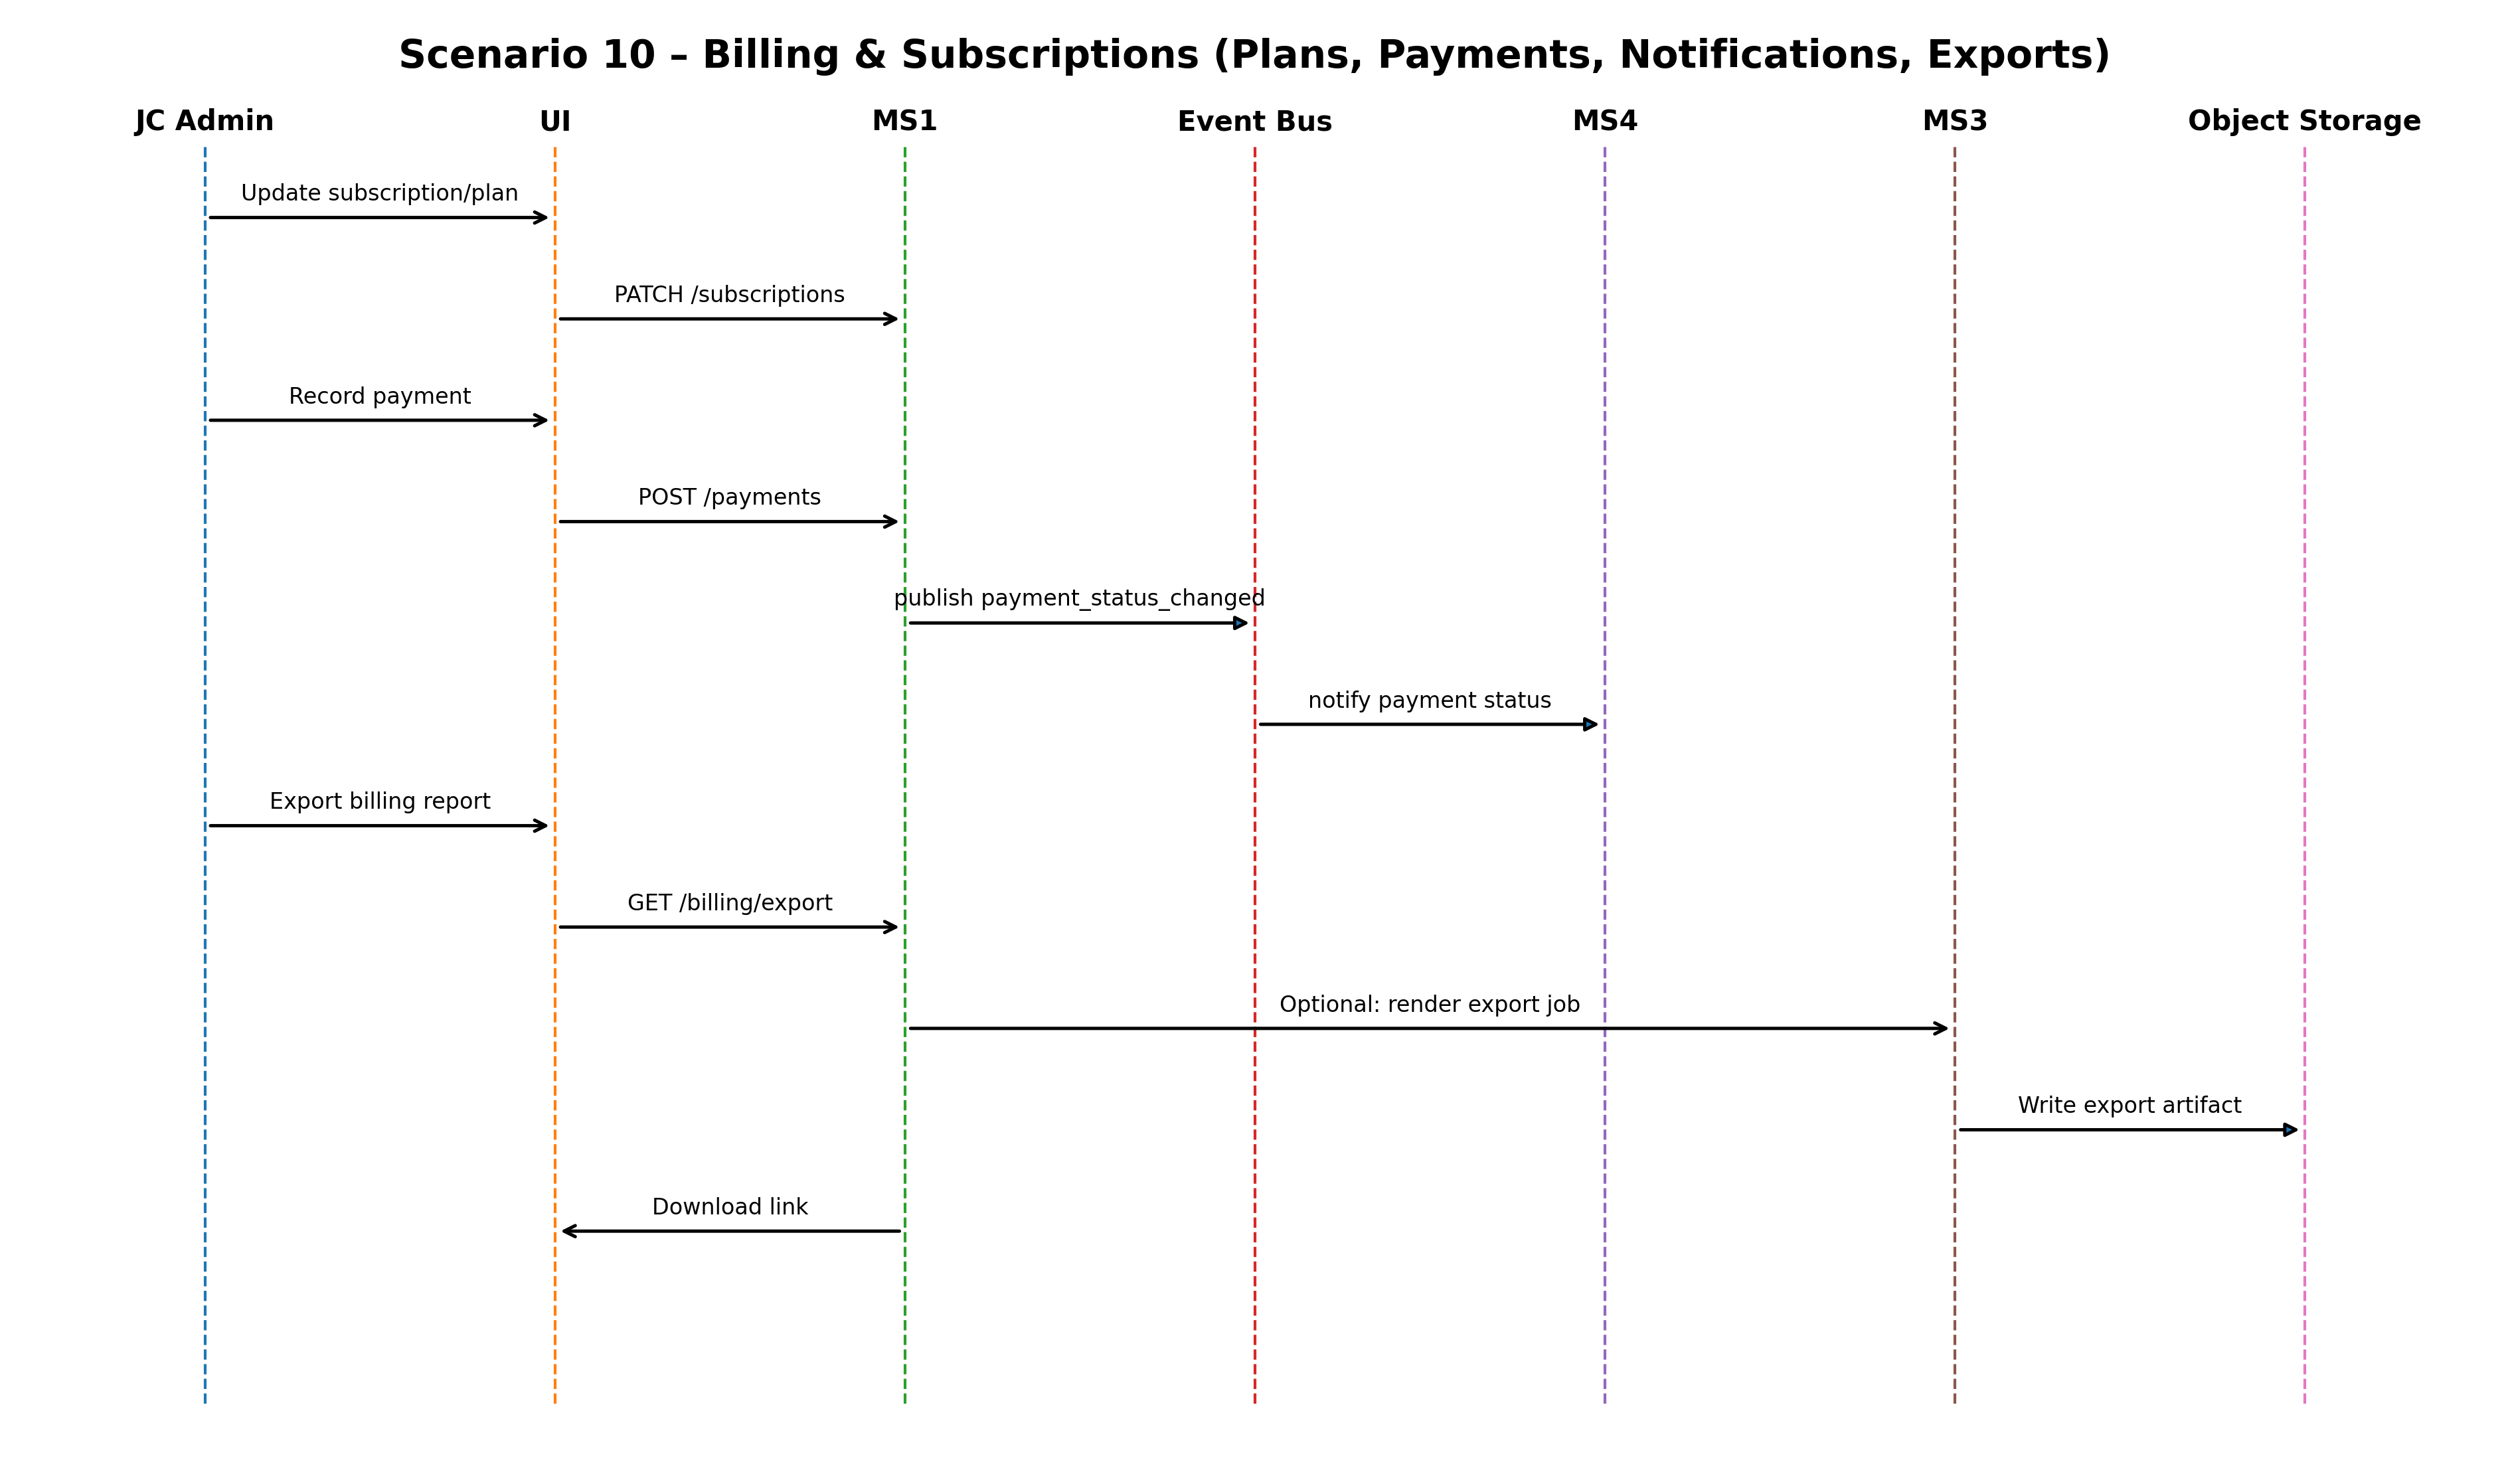 Scenario 10 – Billing & Subscriptions (Plans, Payments, Notifications, Exports)
JC Admin
UI
MS1
Event Bus
MS4
MS3
Object Storage
Update subscription/plan
PATCH /subscriptions
Record payment
POST /payments
publish payment_status_changed
notify payment status
Export billing report
GET /billing/export
Optional: render export job
Write export artifact
Download link